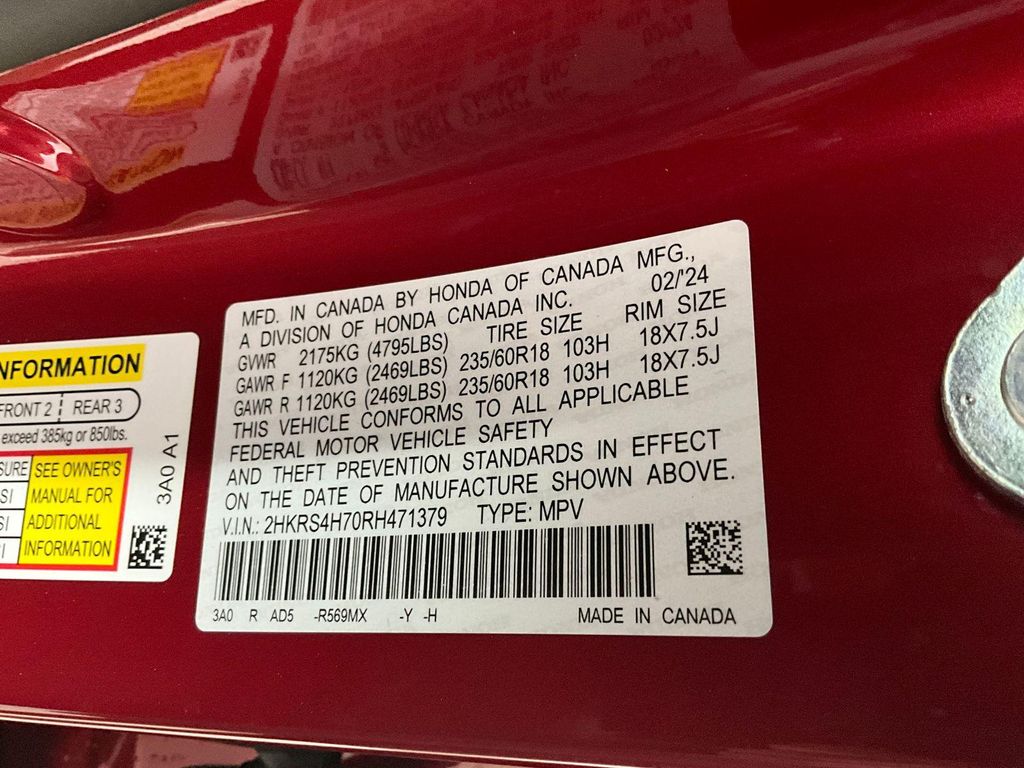 NFORMATION
FRONT 2 REAR 3
exceed 385kg or 850lbs.
SURE SEE OWNER'S
SI MANUAL FOR
SI ADDITIONAL
INFORMATION
3A0 A1
MFD. IN CANADA BY HONDA OF CANADA MFG.,
A DIVISION OF HONDA CANADA INC. 02/'24
GVWR 2175KG (4795LBS) TIRE SIZE RIM SIZE
GAWR F 1120KG (2469LBS) 235/60R18 103H 18X7.5J
GAWR R 1120KG (2469LBS) 235/60R18 103H 18X7.5J
THIS VEHICLE CONFORMS TO ALL APPLICABLE
FEDERAL MOTOR VEHICLE SAFETY
AND THEFT PREVENTION STANDARDS IN EFFECT
ON THE DATE OF MANUFACTURE SHOWN ABOVE.
V.I.N.: 2HKRS4H70RH471379 TYPE: MPV
3A0 R AD5 -R569MX -Y -H MADE IN CANADA